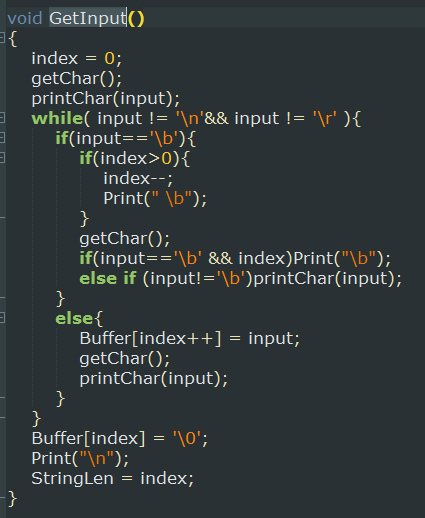 void GetInput()
{
index = 0;
getChar();
printChar(input);
while( input != '\n'&& input != '\r' ){
if(input=='\b'){
if(index>0){
index--;
Print(" \b");
}
getChar();
if(input=='\b' && index)Print("\b");
else if (input!='\b')printChar(input);
}
else{
Buffer[index++] = input;
getChar();
printChar(input);
}
}
Buffer[index] = '\0';
Print("\n");
StringLen = index;
}